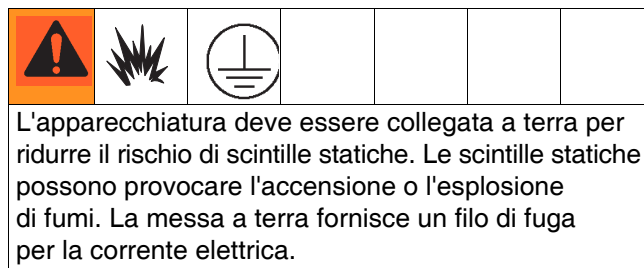 L'apparecchiatura deve essere collegata a terra per
ridurre il rischio di scintille statiche. Le scintille statiche
possono provocare l'accensione o l'esplosione
di fumi. La messa a terra fornisce un filo di fuga
per la corrente elettrica.